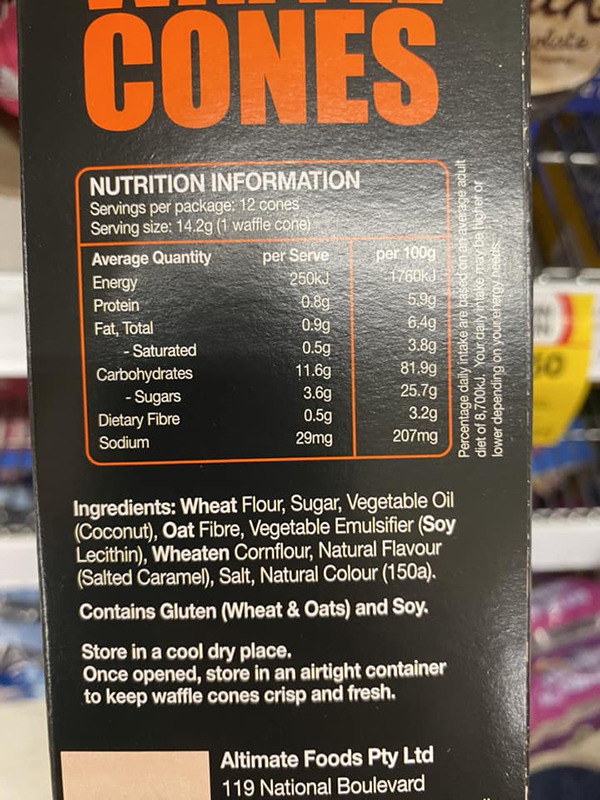 CONES
NUTRITION INFORMATION
Servings per package: 12 cones
Serving size: 14.2g (1 waffle cone)
Average Quantity per Serve per 100g
Energy 250kJ 1760kJ
Protein 0.8g 5.9g
Fat, Total 0.9g 6.4g
- Saturated 0.5g 3.8g
Carbohydrates 11.6g 81.9g
- Sugars 3.6g 25.7g
Dietary Fibre 0.5g 3.2g
Sodium 29mg 207mg
Percentage daily intake are based on an average adult
diet of 8,700kJ. Your daily intake may be higher or
lower depending on your energy needs.
Ingredients: Wheat Flour, Sugar, Vegetable Oil
(Coconut), Oat Fibre, Vegetable Emulsifier (Soy
Lecithin), Wheaten Cornflour, Natural Flavour
(Salted Caramel), Salt, Natural Colour (150a).
Contains Gluten (Wheat & Oats) and Soy.
Store in a cool dry place.
Once opened, store in an airtight container
to keep waffle cones crisp and fresh.
Altimate Foods Pty Ltd
119 National Boulevard